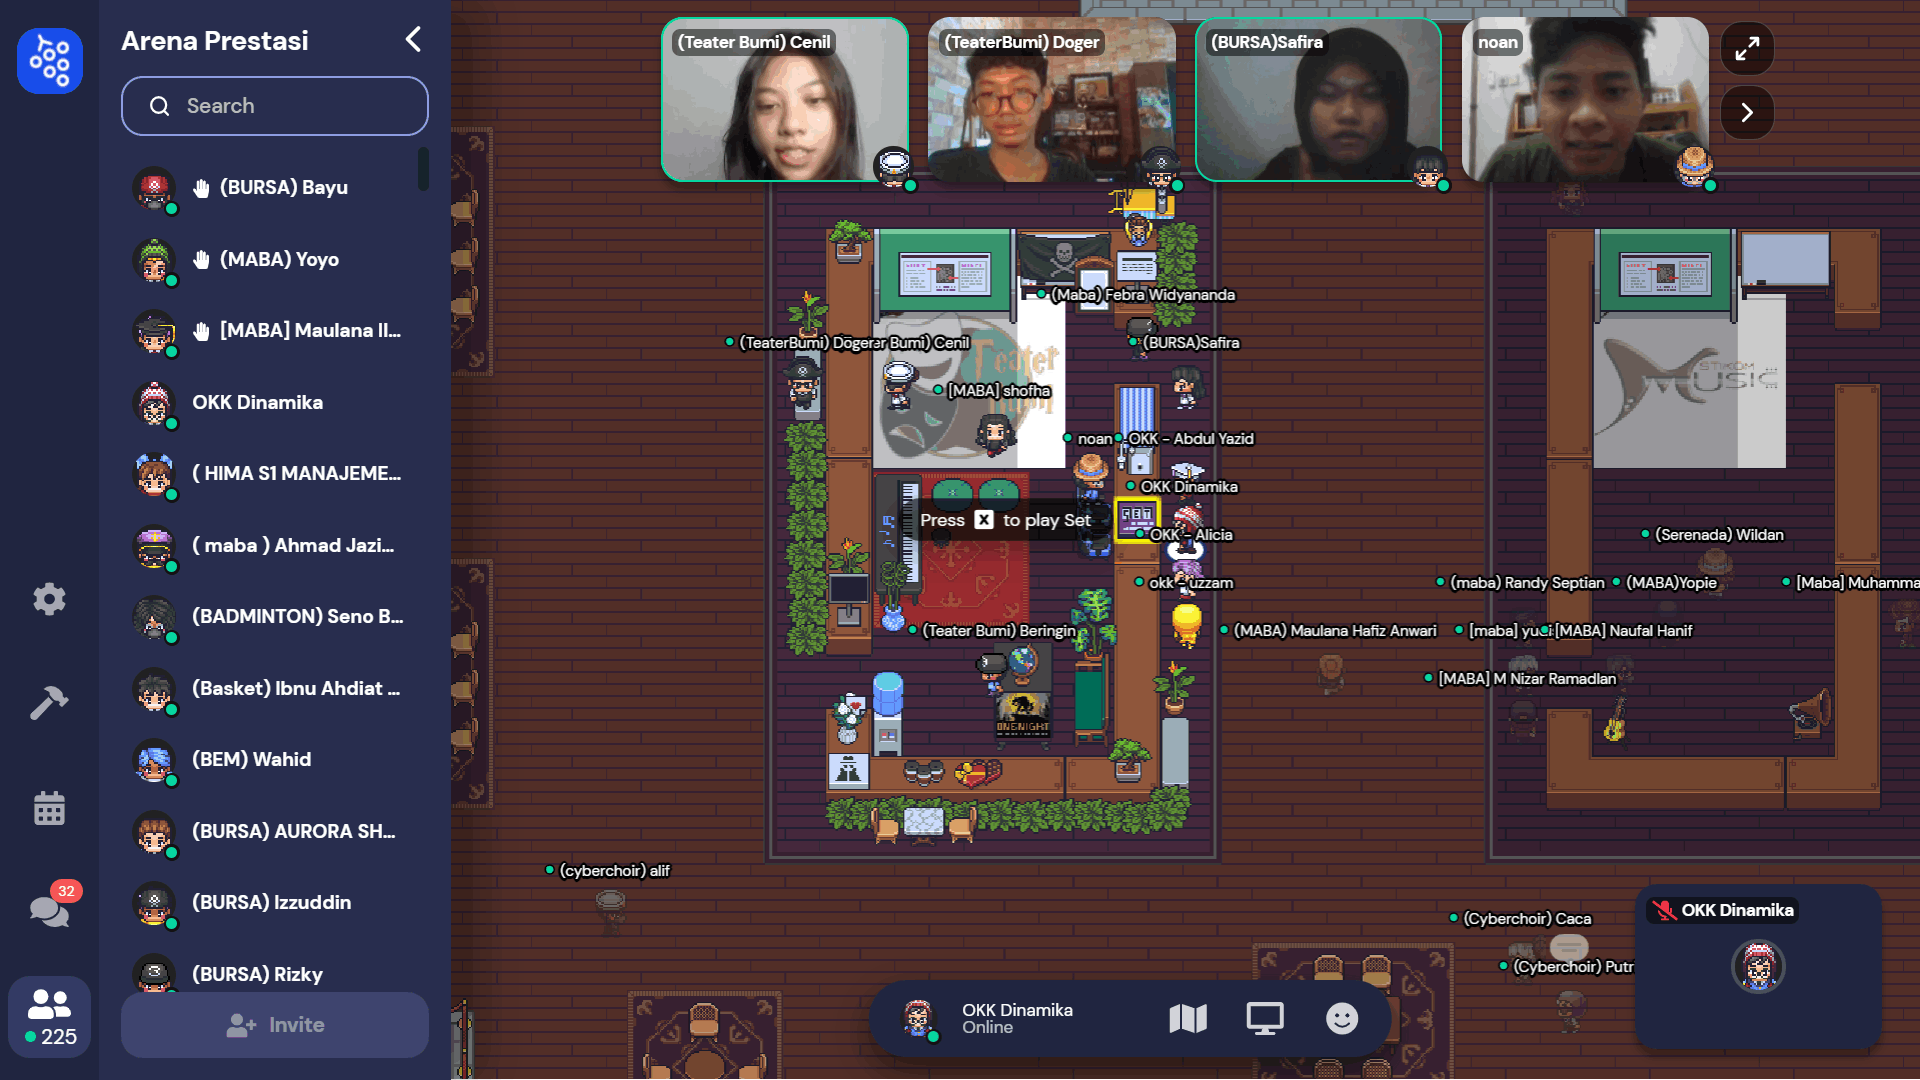 Arena Prestasi
Search
(BURSA) Bayu
(MABA) Yoyo
[MABA] Maulana Il...
OKK Dinamika
( HIMA S1 MANAJEME...
( maba ) Ahmad Jazi...
(BADMINTON) Seno B...
(Basket) Ibnu Ahdiat ...
(BEM) Wahid
(BURSA) AURORA SH...
(BURSA) Izzuddin
(BURSA) Rizky
Invite
32
225
(Teater Bumi) Cenil
(TeaterBumi) Doger
(BURSA)Safira
noan
(Maba) Febra Widyananda
(TeaterBumi) Doger
er Bumi) Cenil
(BURSA)Safira
Teater
[MABA] shofha
noan
OKK - Abdul Yazid
OKK Dinamika
SET
Press X to play Set
OKK - Alicia
okk - uzzam
(Teater Bumi) Beringin
(MABA) Maulana Hafiz Anwari
ONE NIGHT
STIKOM
MUSIC
(Serenada) Wildan
(maba) Randy Septian
(MABA)Yopie
[Maba] Muhamma
[maba] yu
[MABA] Naufal Hanif
[MABA] M Nizar Ramadlan
(cyberchoir) alif
(Cyberchoir) Caca
(Cyberchoir) Putr
OKK Dinamika
OKK Dinamika
Online